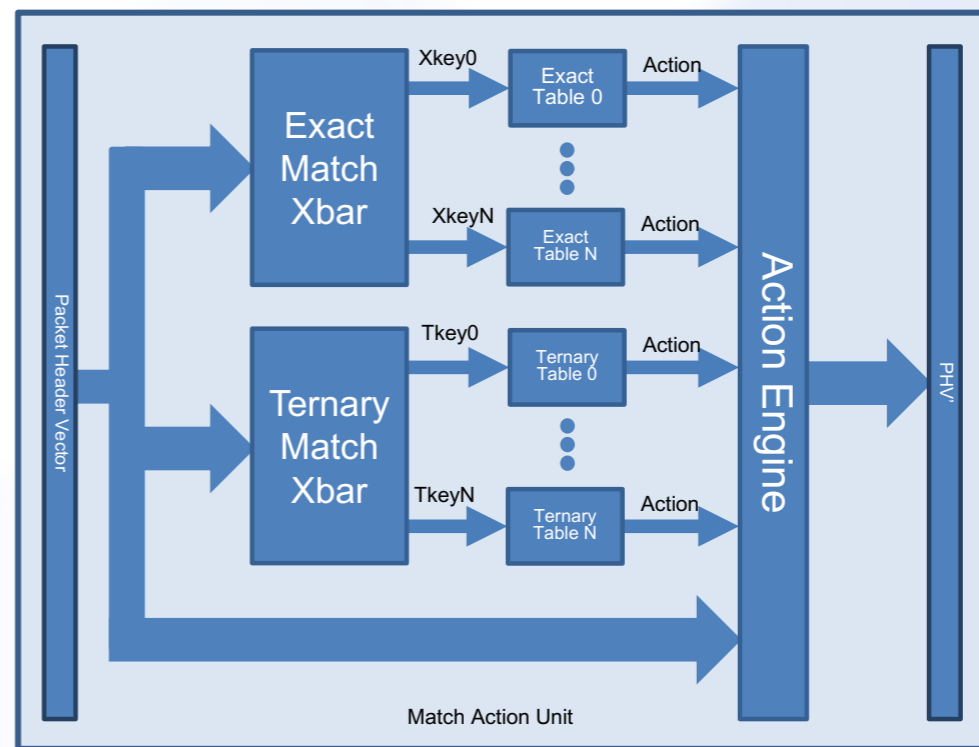 Packet Header Vector
Exact
Match
Xbar
Xkey0
Exact
Table 0
Action
XkeyN
Exact
Table N
Action
Ternary
Match
Xbar
Tkey0
Ternary
Table 0
Action
TkeyN
Ternary
Table N
Action
Action Engine
PHV'
Match Action Unit